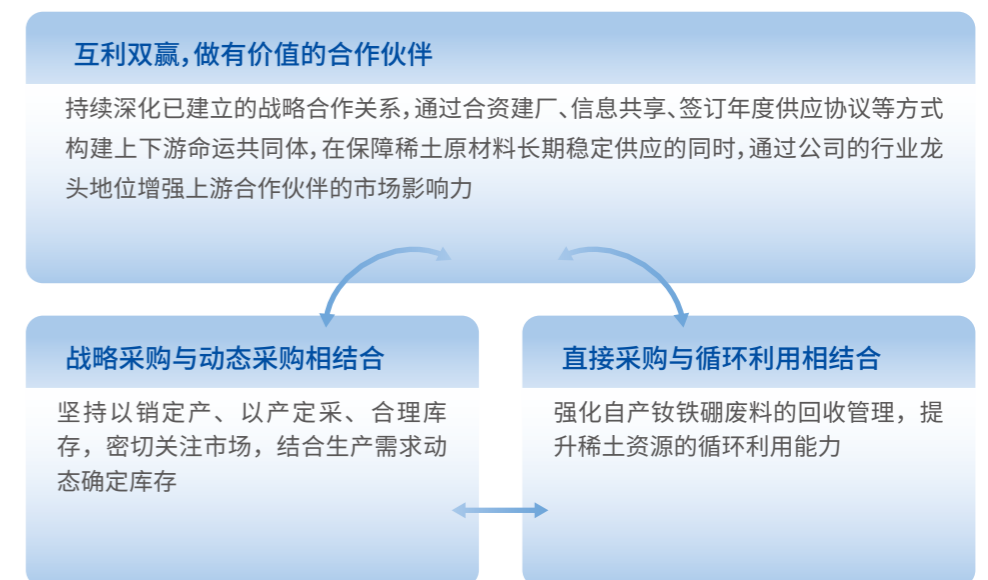 互利双赢，做有价值的合作伙伴
持续深化已建立的战略合作关系，通过合资建厂、信息共享、签订年度供应协议等方式
构建上下游命运共同体，在保障稀土原材料长期稳定供应的同时，通过公司的行业龙
头地位增强上游合作伙伴的市场影响力
战略采购与动态采购相结合
坚持以销定产、以产定采、合理库
存，密切关注市场，结合生产需求动
态确定库存
直接采购与循环利用相结合
强化自产钕铁硼废料的回收管理，提
升稀土资源的循环利用能力